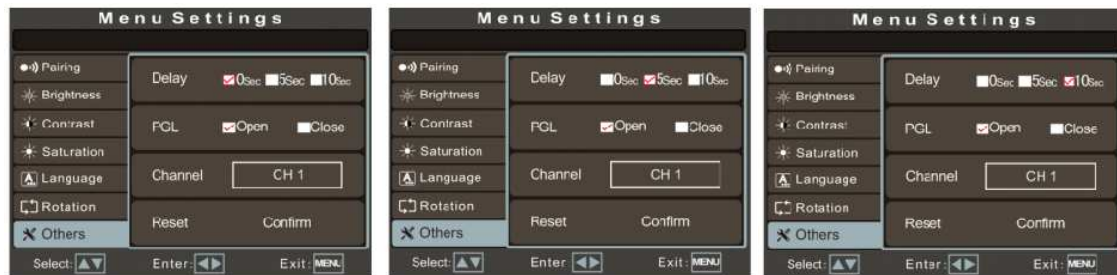 Menu Settings
Pairing
Brightness
Contrast
Saturation
Language
Rotation
Others
Delay 0Sec 5Sec 10Sec
PGL Open Close
Channel CH 1
Reset Confirm
Select: Enter: Exit: MENU
Menu Settings
Pairing
Brightness
Contrast
Saturation
Language
Rotation
Others
Delay 0Sec 5Sec 10Sec
PGL Open Close
Channel CH 1
Reset Confirm
Select: Enter: Exit: MENU
Menu Settings
Pairing
Brightness
Contrast
Saturation
Language
Rotation
Others
Delay 0Sec 5Sec 10Sec
PGL Open Close
Channel CH 1
Reset Confirm
Select: Enter: Exit: MENU